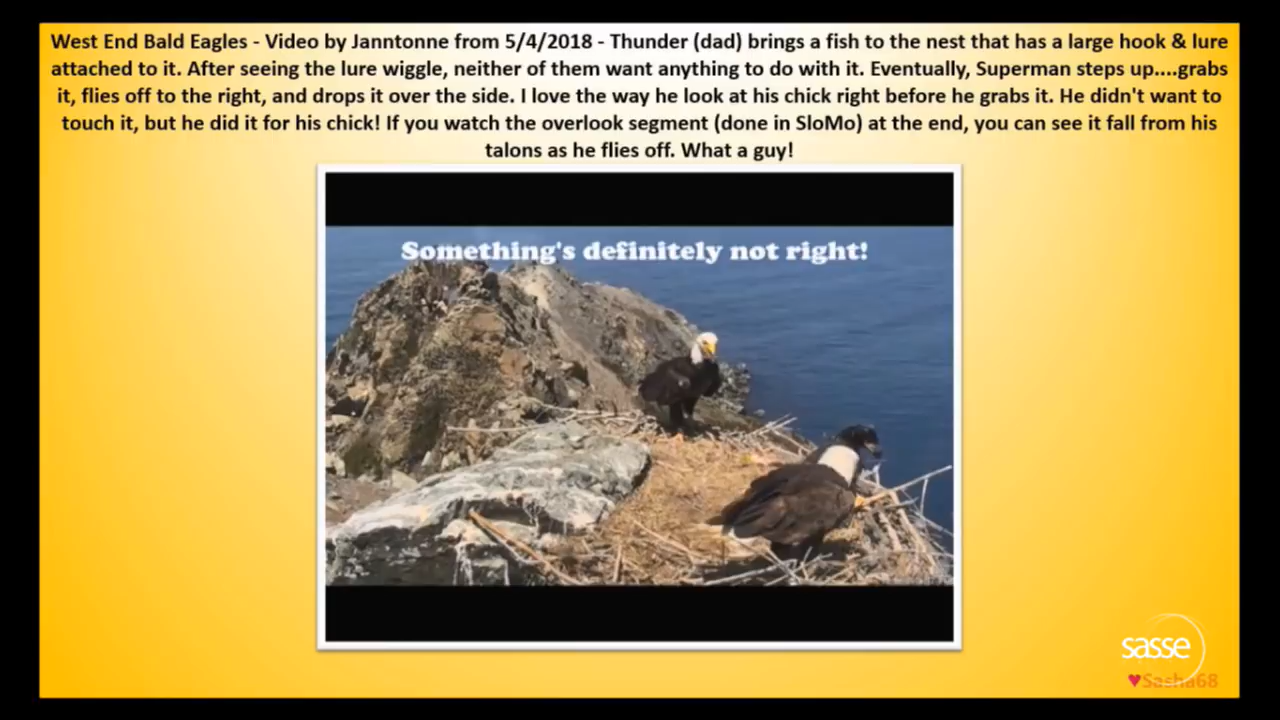 West End Bald Eagles - Video by Janntonne from 5/4/2018 - Thunder (dad) brings a fish to the nest that has a large hook & lure
attached to it. After seeing the lure wiggle, neither of them want anything to do with it. Eventually, Superman steps up....grabs
it, flies off to the right, and drops it over the side. I love the way he look at his chick right before he grabs it. He didn't want to
touch it, but he did it for his chick! If you watch the overlook segment (done in SloMo) at the end, you can see it fall from his
talons as he flies off. What a guy!
Something's definitely not right!
sasse
♥Sasha68